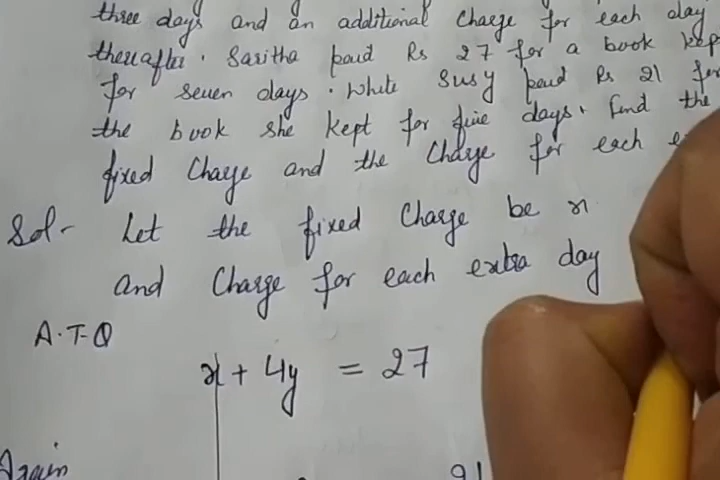 three days and an additional charge for each day
thereafter. Saritha paid Rs 27 for a book kep
for seven days. While Susy paid Rs 21 for
the book she kept for five days. Find the
fixed charge and the charge for each e
Sol- Let the fixed charge be x
and charge for each extra day
A.T-Q
x + 4y = 27
Again
21